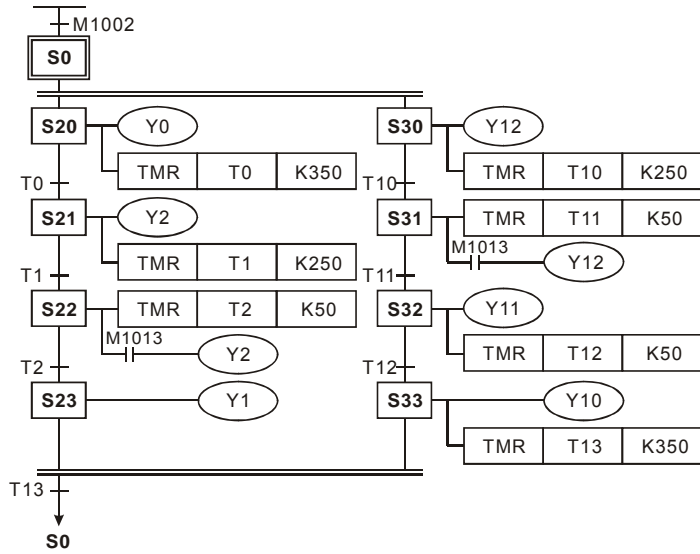 M1002
S0
S20 Y0 S30 Y12
TMR T0 K350 TMR T10 K250
T0 T10
S21 Y2 S31 TMR T11 K50
M1013 Y12
TMR T1 K250
T1 T11
S22 TMR T2 K50 S32 Y11
M1013 Y2
TMR T12 K50
T2 T12
S23 Y1 S33 Y10
TMR T13 K350
T13
S0